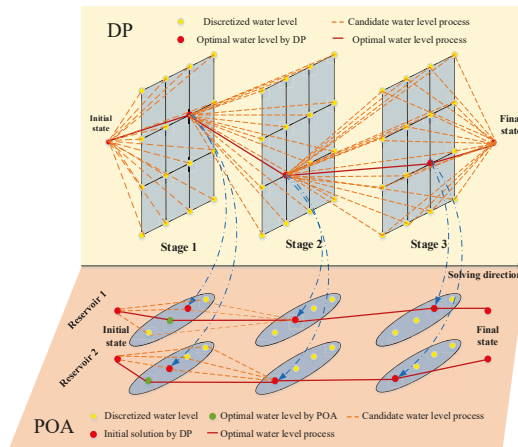 DP
Discretized water level
Candidate water level process
Optimal water level by DP
Optimal water level process
Initial
state
Final
state
Stage 1
Stage 2
Stage 3
Solving direction
Reservoir 1
Initial
state
Final
state
Reservoir 2
POA
Discretized water level
Optimal water level by POA
Candidate water level process
Initial solution by DP
Optimal water level process